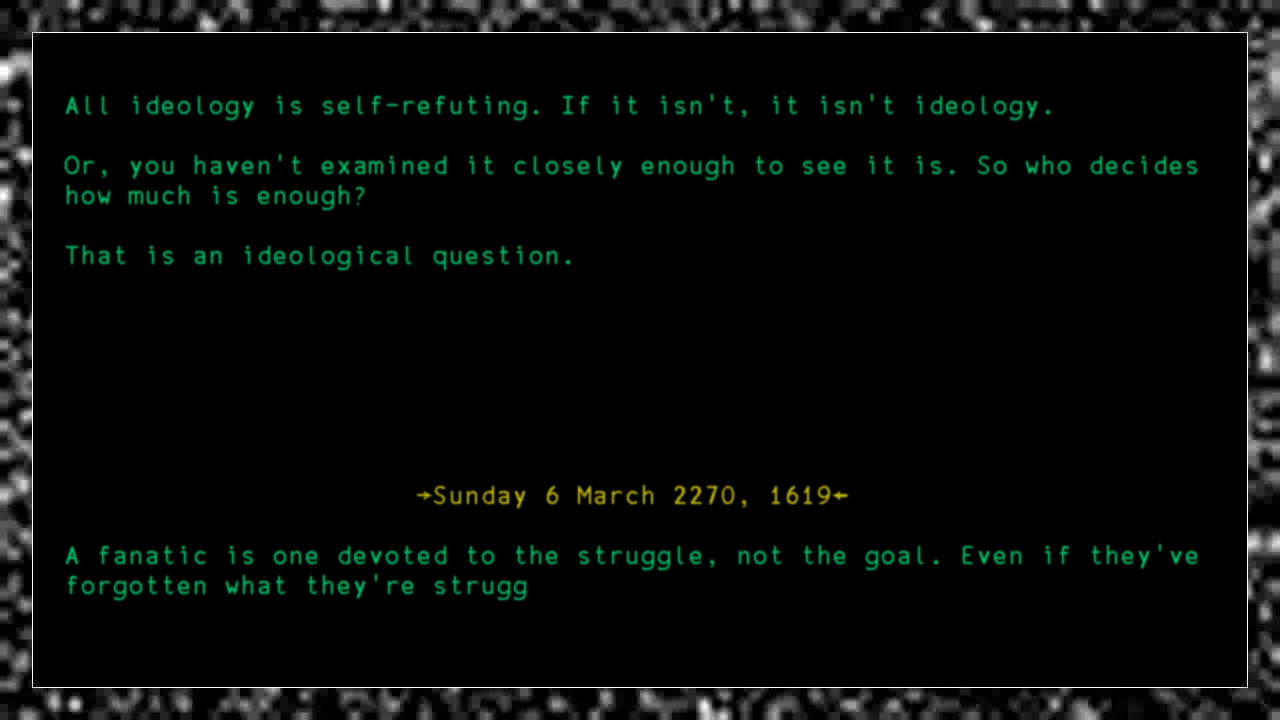 All ideology is self-refuting. If it isn't, it isn't ideology.
Or, you haven't examined it closely enough to see it is. So who decides
how much is enough?
That is an ideological question.
→Sunday 6 March 2270, 1619←
A fanatic is one devoted to the struggle, not the goal. Even if they've
forgotten what they're strugg